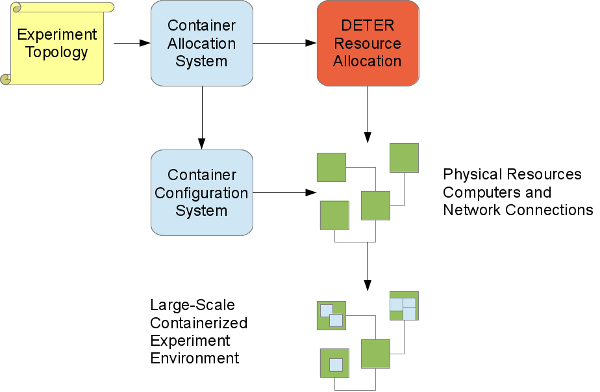 Experiment
Topology
Container
Allocation
System
DETER
Resource
Allocation
Container
Configuration
System
Physical Resources
Computers and
Network Connections
Large-Scale
Containerized
Experiment
Environment